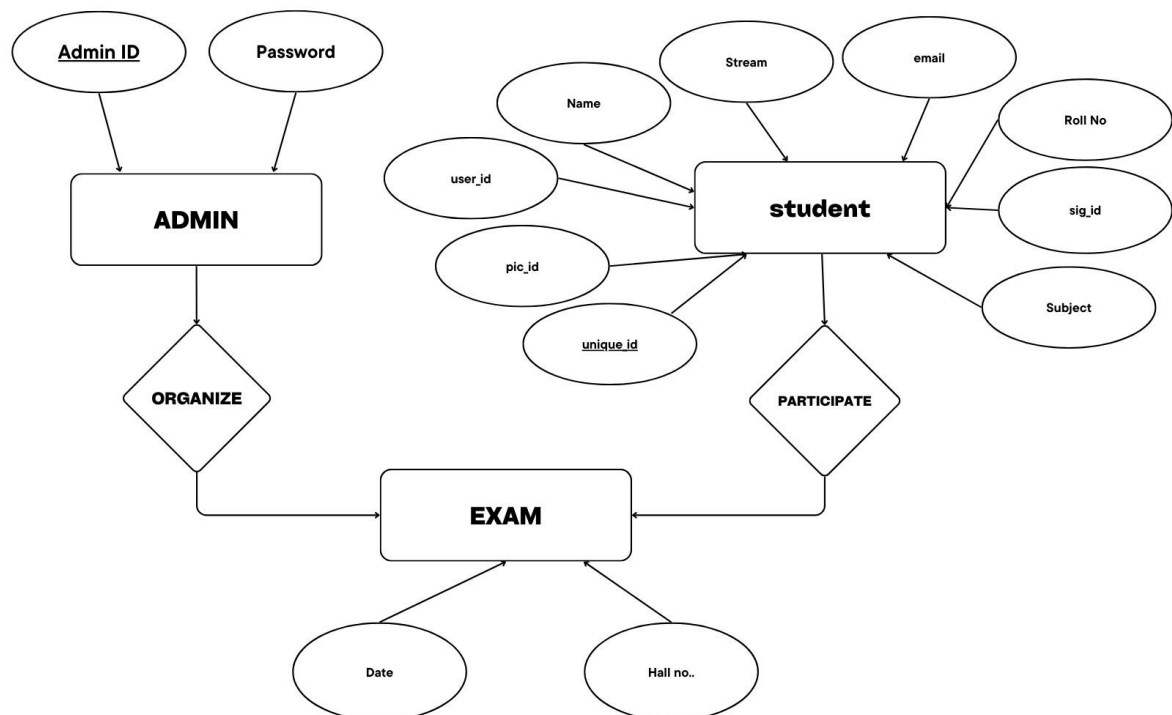 Admin ID
Password
Stream
email
Name
Roll No
user_id
ADMIN
student
sig_id
pic_id
Subject
unique_id
ORGANIZE
PARTICIPATE
EXAM
Date
Hall no..